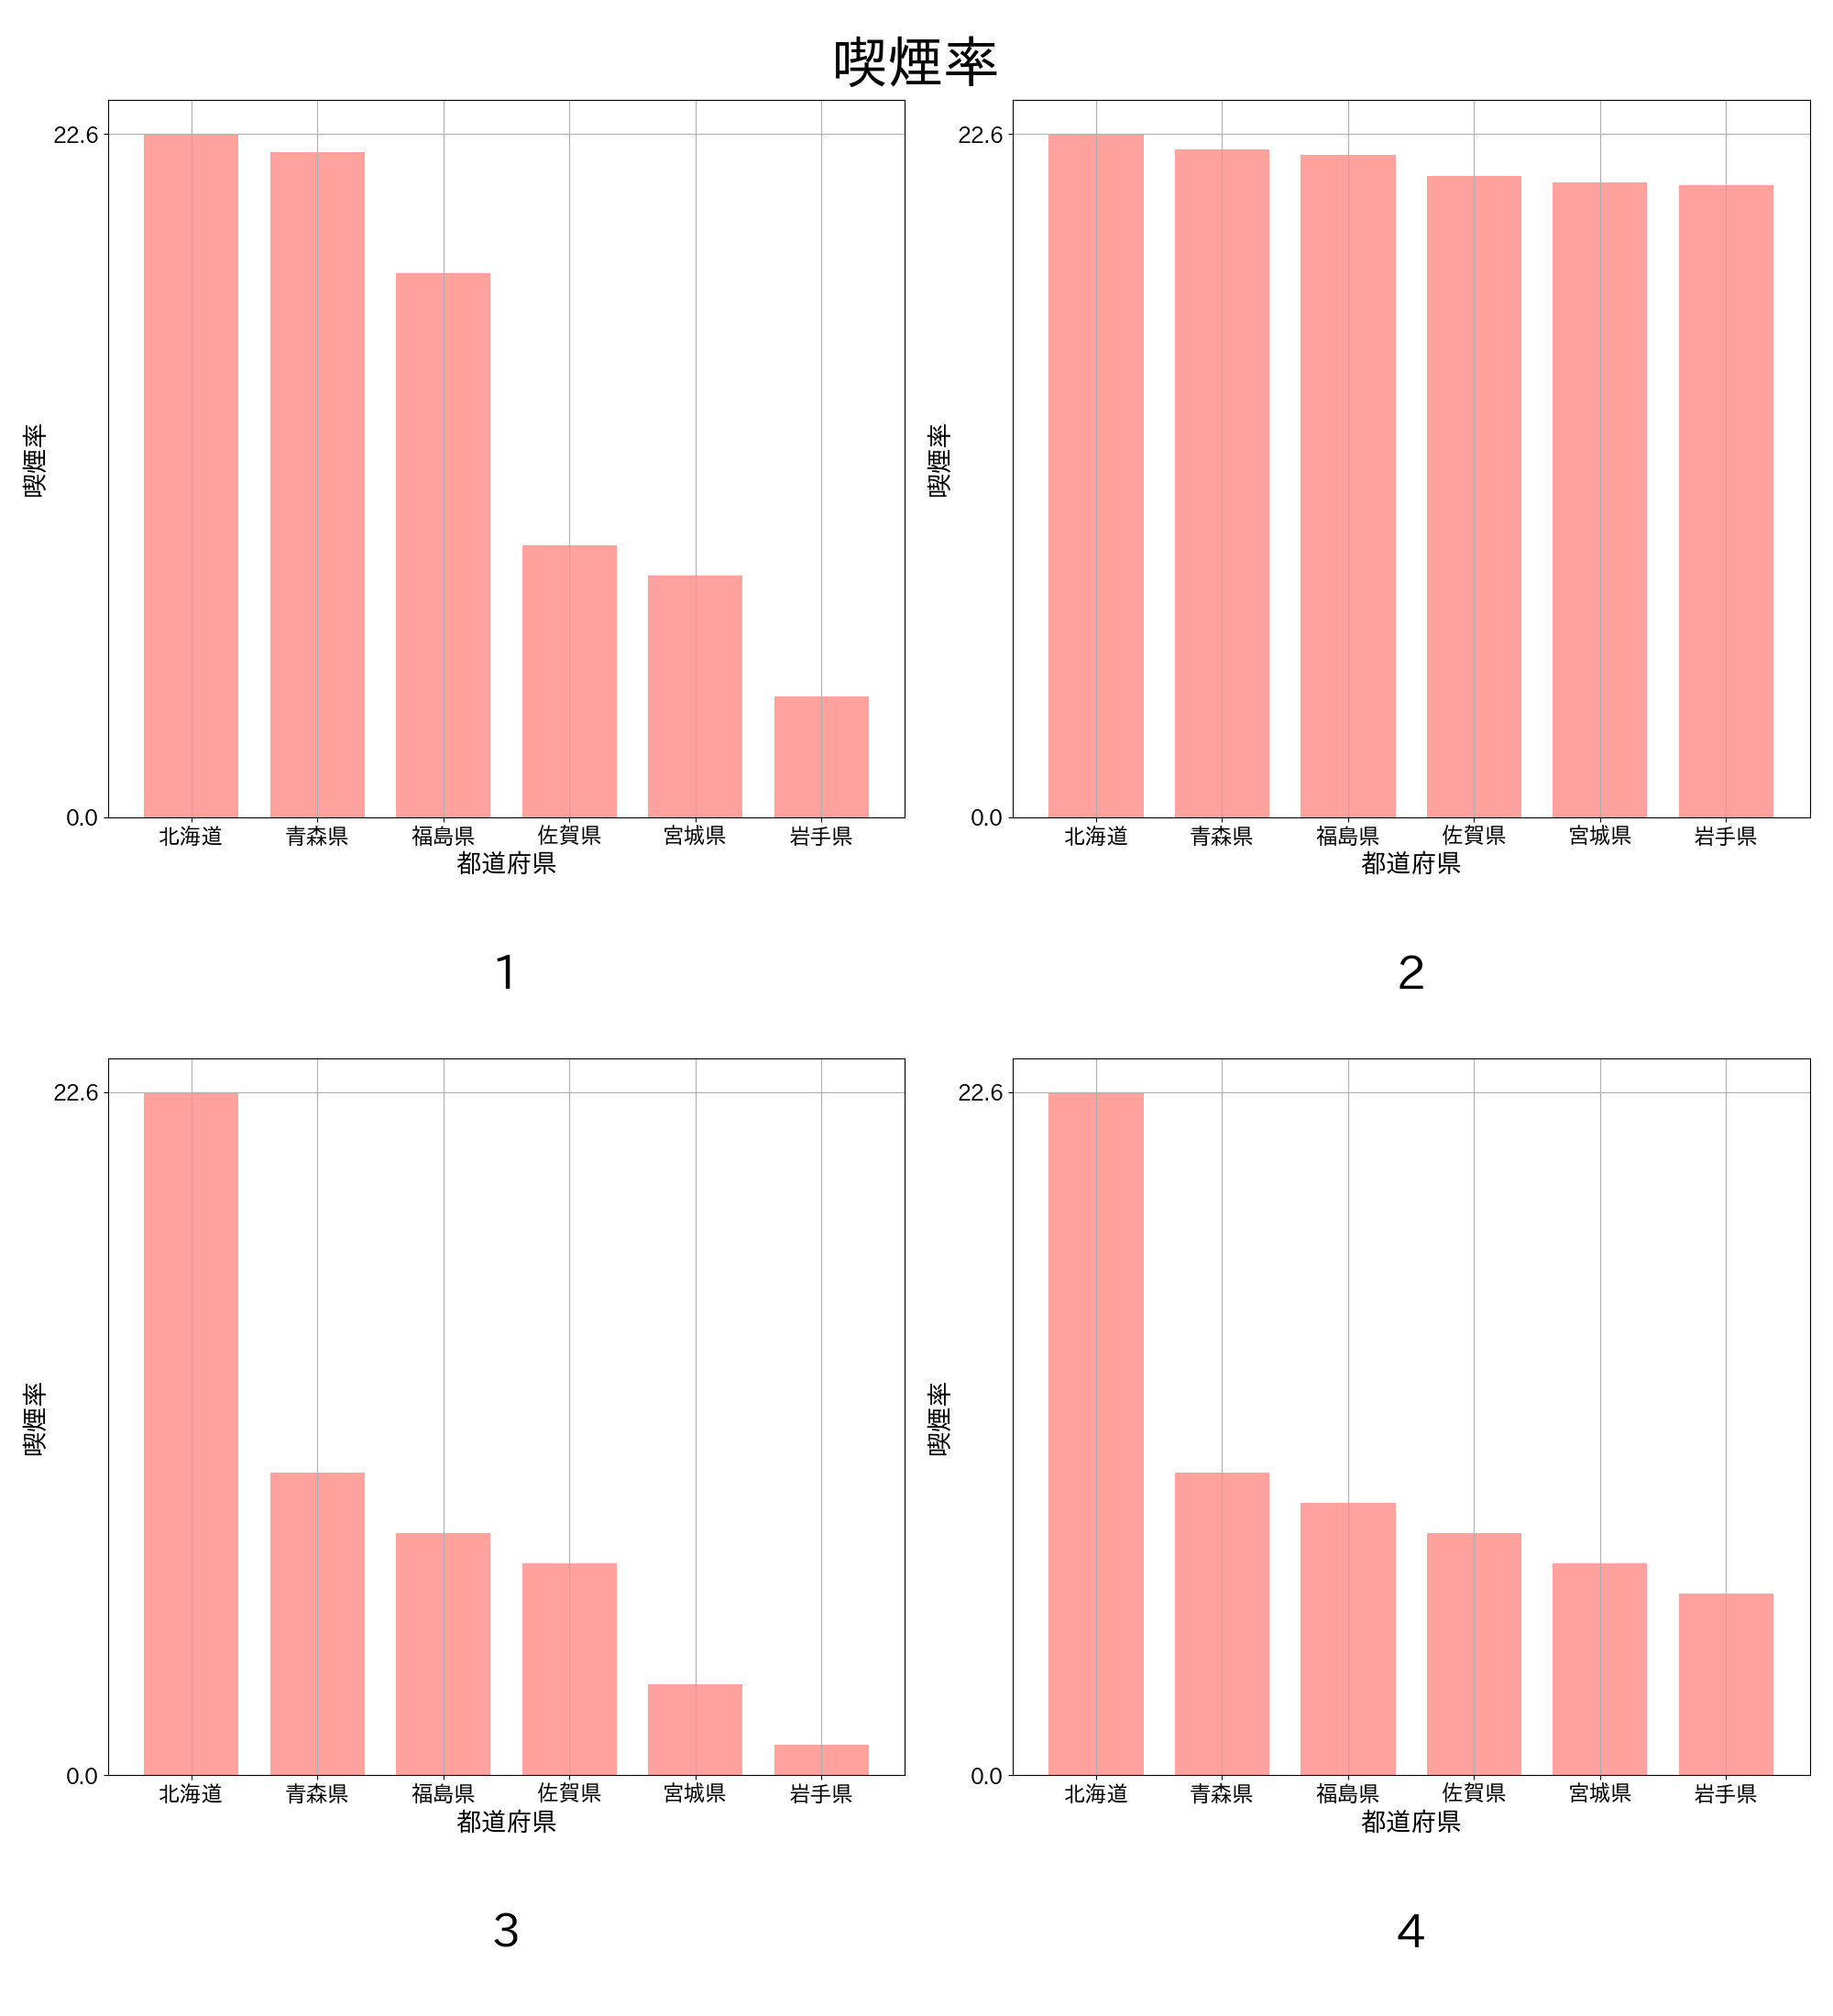 喫煙率
22.6
喫煙率
0.0
北海道 青森県 福島県 佐賀県 宮城県 岩手県
都道府県
1
22.6
喫煙率
0.0
北海道 青森県 福島県 佐賀県 宮城県 岩手県
都道府県
2
22.6
喫煙率
0.0
北海道 青森県 福島県 佐賀県 宮城県 岩手県
都道府県
3
22.6
喫煙率
0.0
北海道 青森県 福島県 佐賀県 宮城県 岩手県
都道府県
4